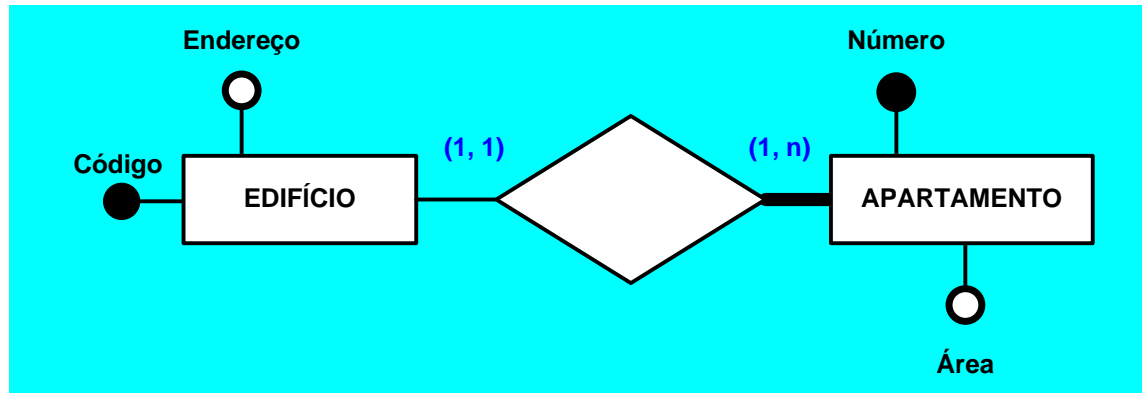 Endereço
Número
Código
(1, 1)
(1, n)
EDIFÍCIO
APARTAMENTO
Área